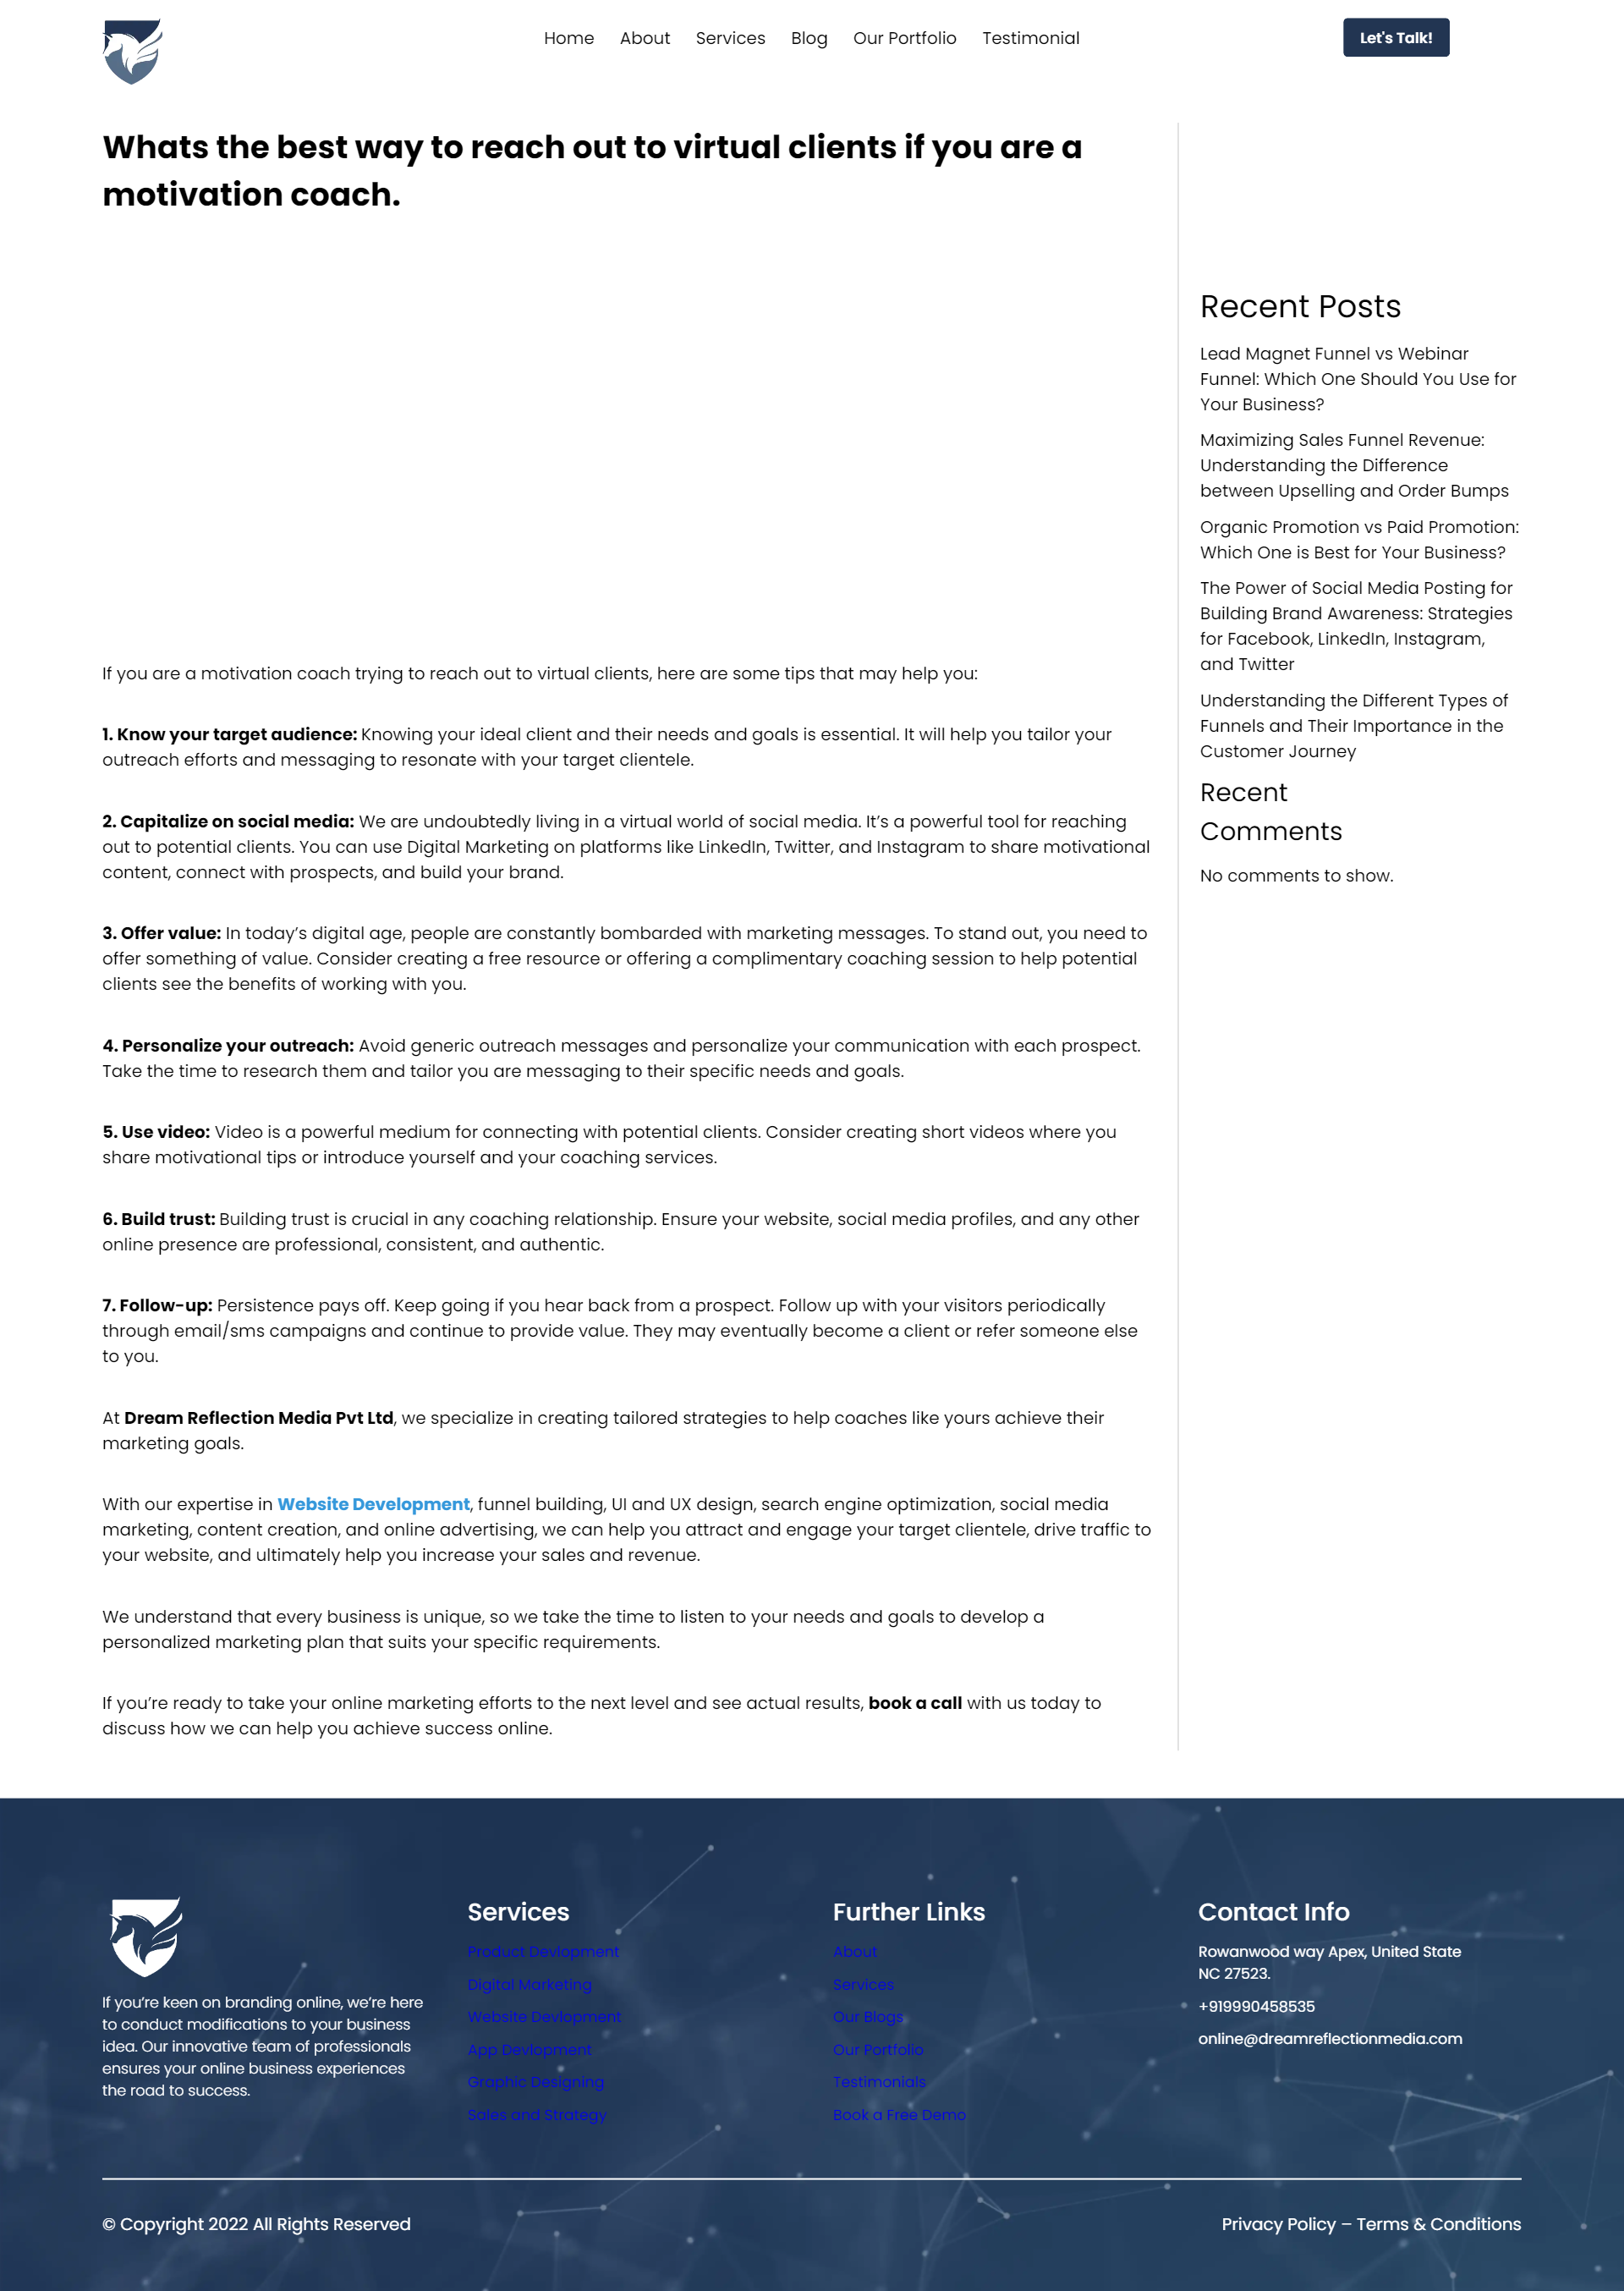 Home About Services Blog Our Portfolio Testimonial
Let's Talk!
Whats the best way to reach out to virtual clients if you are a
motivation coach.
If you are a motivation coach trying to reach out to virtual clients, here are some tips that may help you:
1. Know your target audience: Knowing your ideal client and their needs and goals is essential. It will help you tailor your
outreach efforts and messaging to resonate with your target clientele.
2. Capitalize on social media: We are undoubtedly living in a virtual world of social media. It’s a powerful tool for reaching
out to potential clients. You can use Digital Marketing on platforms like LinkedIn, Twitter, and Instagram to share motivational
content, connect with prospects, and build your brand.
3. Offer value: In today’s digital age, people are constantly bombarded with marketing messages. To stand out, you need to
offer something of value. Consider creating a free resource or offering a complimentary coaching session to help potential
clients see the benefits of working with you.
4. Personalize your outreach: Avoid generic outreach messages and personalize your communication with each prospect.
Take the time to research them and tailor you are messaging to their specific needs and goals.
5. Use video: Video is a powerful medium for connecting with potential clients. Consider creating short videos where you
share motivational tips or introduce yourself and your coaching services.
6. Build trust: Building trust is crucial in any coaching relationship. Ensure your website, social media profiles, and any other
online presence are professional, consistent, and authentic.
7. Follow-up: Persistence pays off. Keep going if you hear back from a prospect. Follow up with your visitors periodically
through email/sms campaigns and continue to provide value. They may eventually become a client or refer someone else
to you.
At Dream Reflection Media Pvt Ltd, we specialize in creating tailored strategies to help coaches like yours achieve their
marketing goals.
With our expertise in Website Development, funnel building, UI and UX design, search engine optimization, social media
marketing, content creation, and online advertising, we can help you attract and engage your target clientele, drive traffic to
your website, and ultimately help you increase your sales and revenue.
We understand that every business is unique, so we take the time to listen to your needs and goals to develop a
personalized marketing plan that suits your specific requirements.
If you’re ready to take your online marketing efforts to the next level and see actual results, book a call with us today to
discuss how we can help you achieve success online.
Recent Posts
Lead Magnet Funnel vs Webinar
Funnel: Which One Should You Use for
Your Business?
Maximizing Sales Funnel Revenue:
Understanding the Difference
between Upselling and Order Bumps
Organic Promotion vs Paid Promotion:
Which One is Best for Your Business?
The Power of Social Media Posting for
Building Brand Awareness: Strategies
for Facebook, LinkedIn, Instagram,
and Twitter
Understanding the Different Types of
Funnels and Their Importance in the
Customer Journey
Recent
Comments
No comments to show.
If you’re keen on branding online, we’re here
to conduct modifications to your business
idea. Our innovative team of professionals
ensures your online business experiences
the road to success.
Services
Product Devlopment
Digital Marketing
Website Devlopment
App Devlopment
Graphic Designing
Sales and Strategy
Further Links
About
Services
Our Blogs
Our Portfolio
Testimonials
Book a Free Demo
Contact Info
Rowanwood way Apex, United State
NC 27523.
+919990458535
online@dreamreflectionmedia.com
© Copyright 2022 All Rights Reserved
Privacy Policy – Terms & Conditions